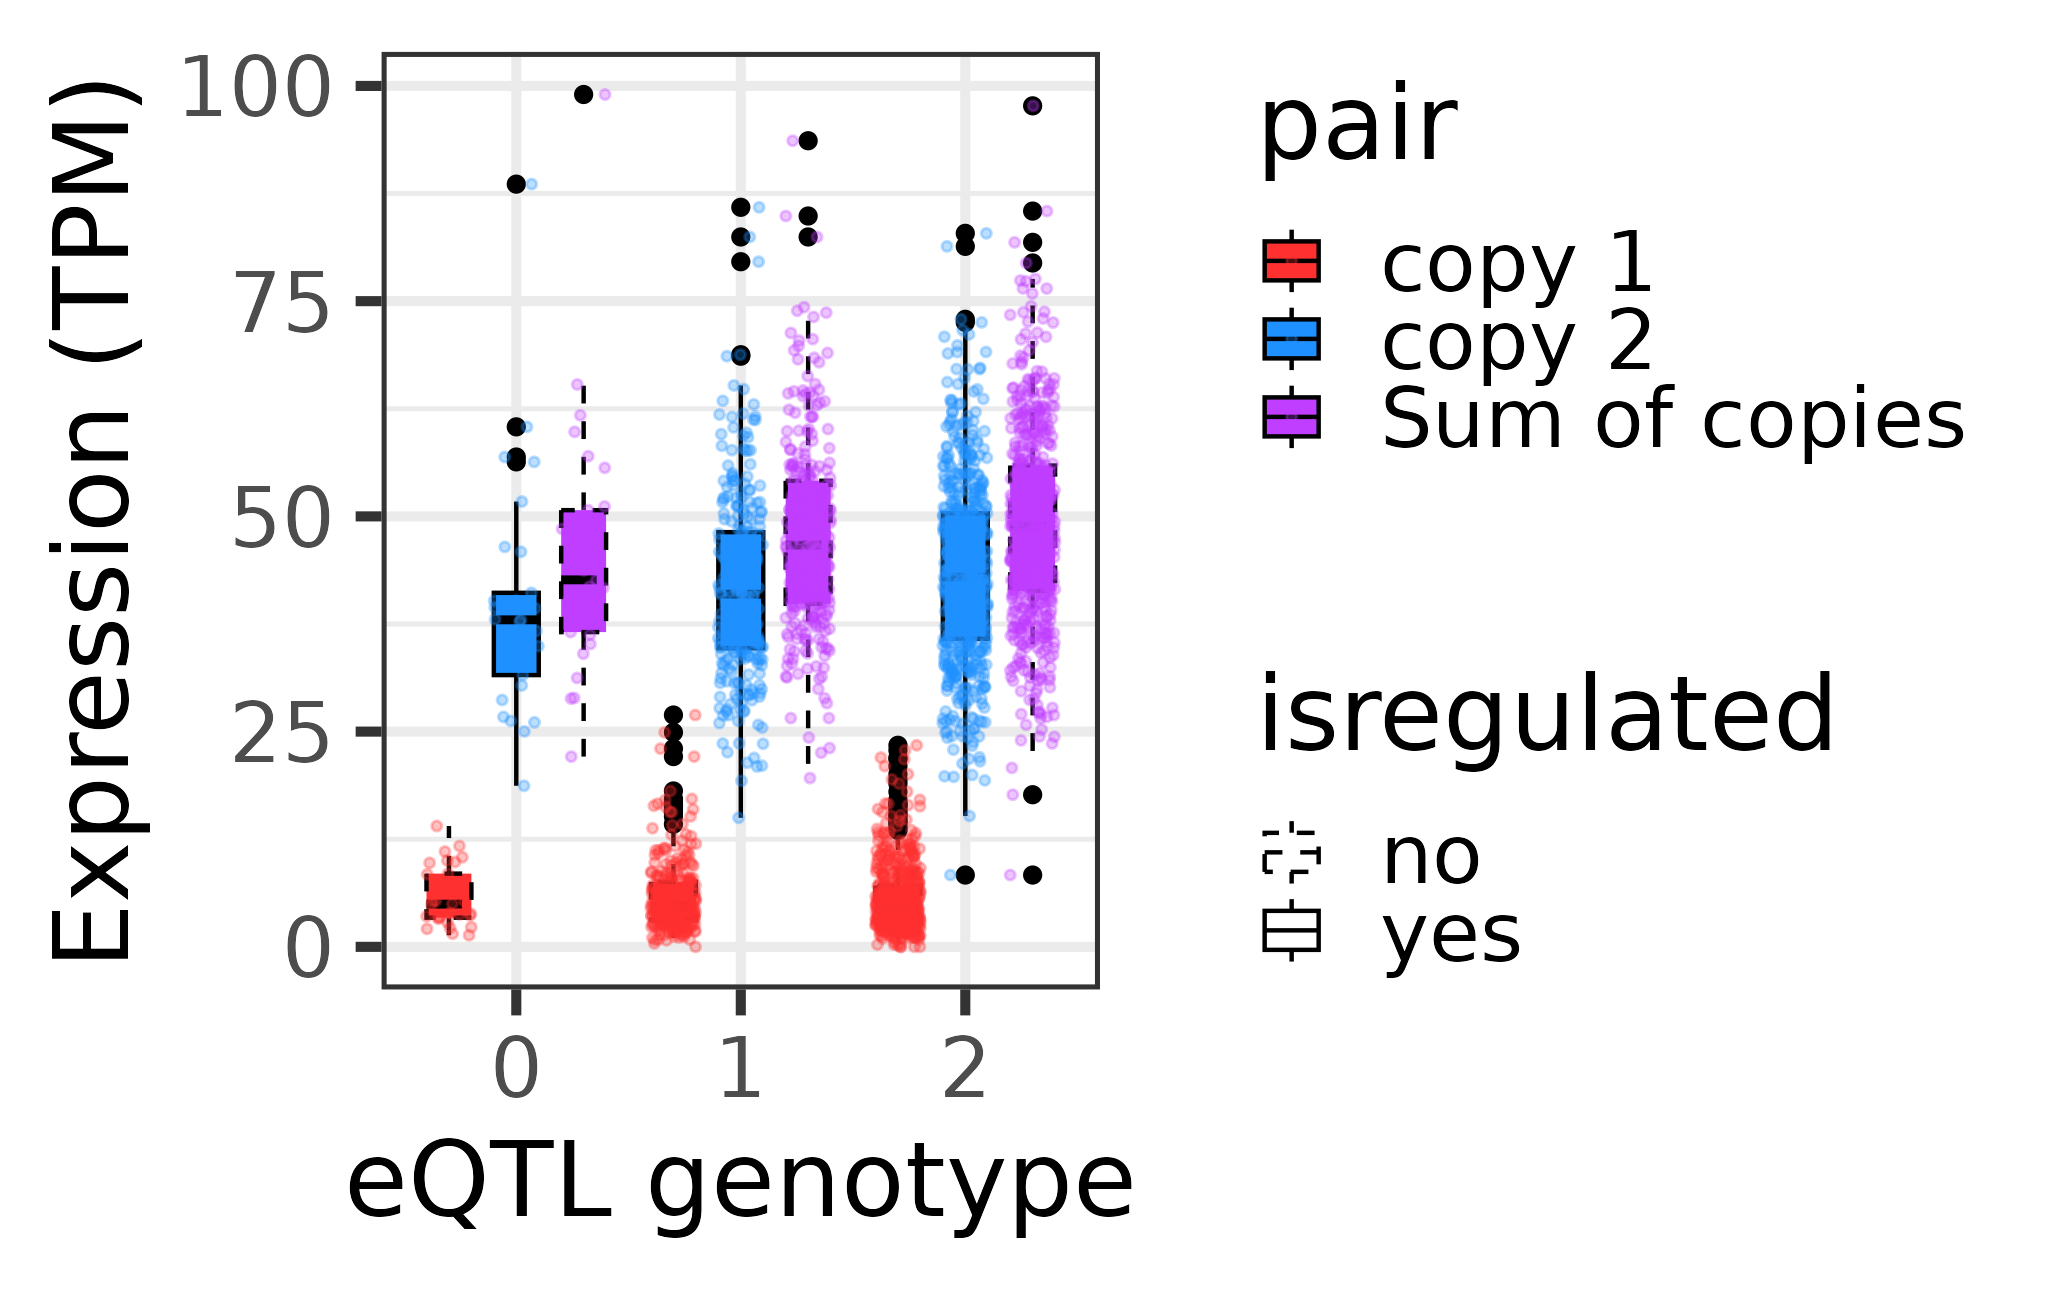 Expression (TPM)
100
75
50
25
0
0 1 2
eQTL genotype
pair
copy 1
copy 2
Sum of copies
isregulated
no
yes